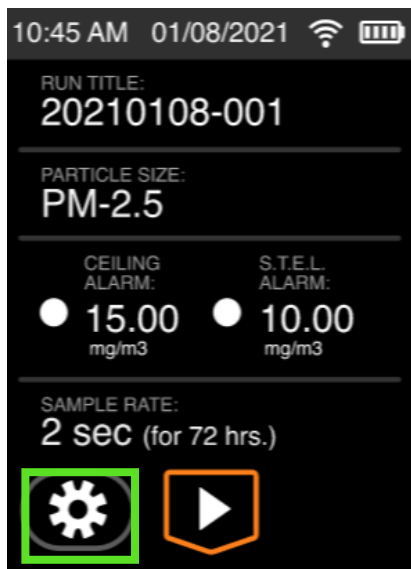 10:45 AM 01/08/2021
RUN TITLE:
20210108-001
PARTICLE SIZE:
PM-2.5
CEILING
ALARM:
15.00
mg/m3
S.T.E.L.
ALARM:
10.00
mg/m3
SAMPLE RATE:
2 sec (for 72 hrs.)